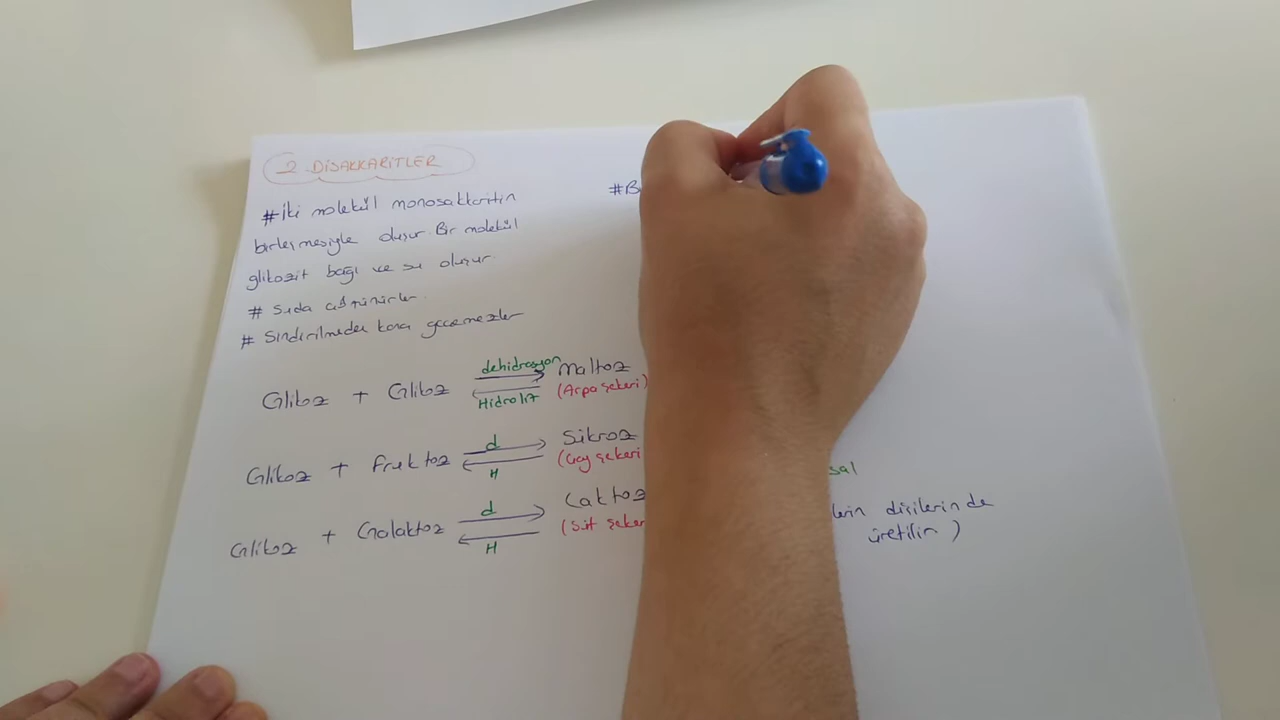 2 DİSAKKARİTLER
#İki molekül monosakkaritin
birleşmesiyle oluşur. Bir molekül
glikozit bağı ve su oluşur.
# Suda çözünürler.
# Sindirilmeden kana geçemezler
#B
Glikoz + Glikoz dehidrasyon Hidroliz maltoz
(Arpa şekeri)
Glikoz + Fruktoz d H Sükroz
(Çay şekeri
sal
Glikoz + Galaktoz d H Laktoz
(Süt şeker
lerin dişilerinde
üretilir )